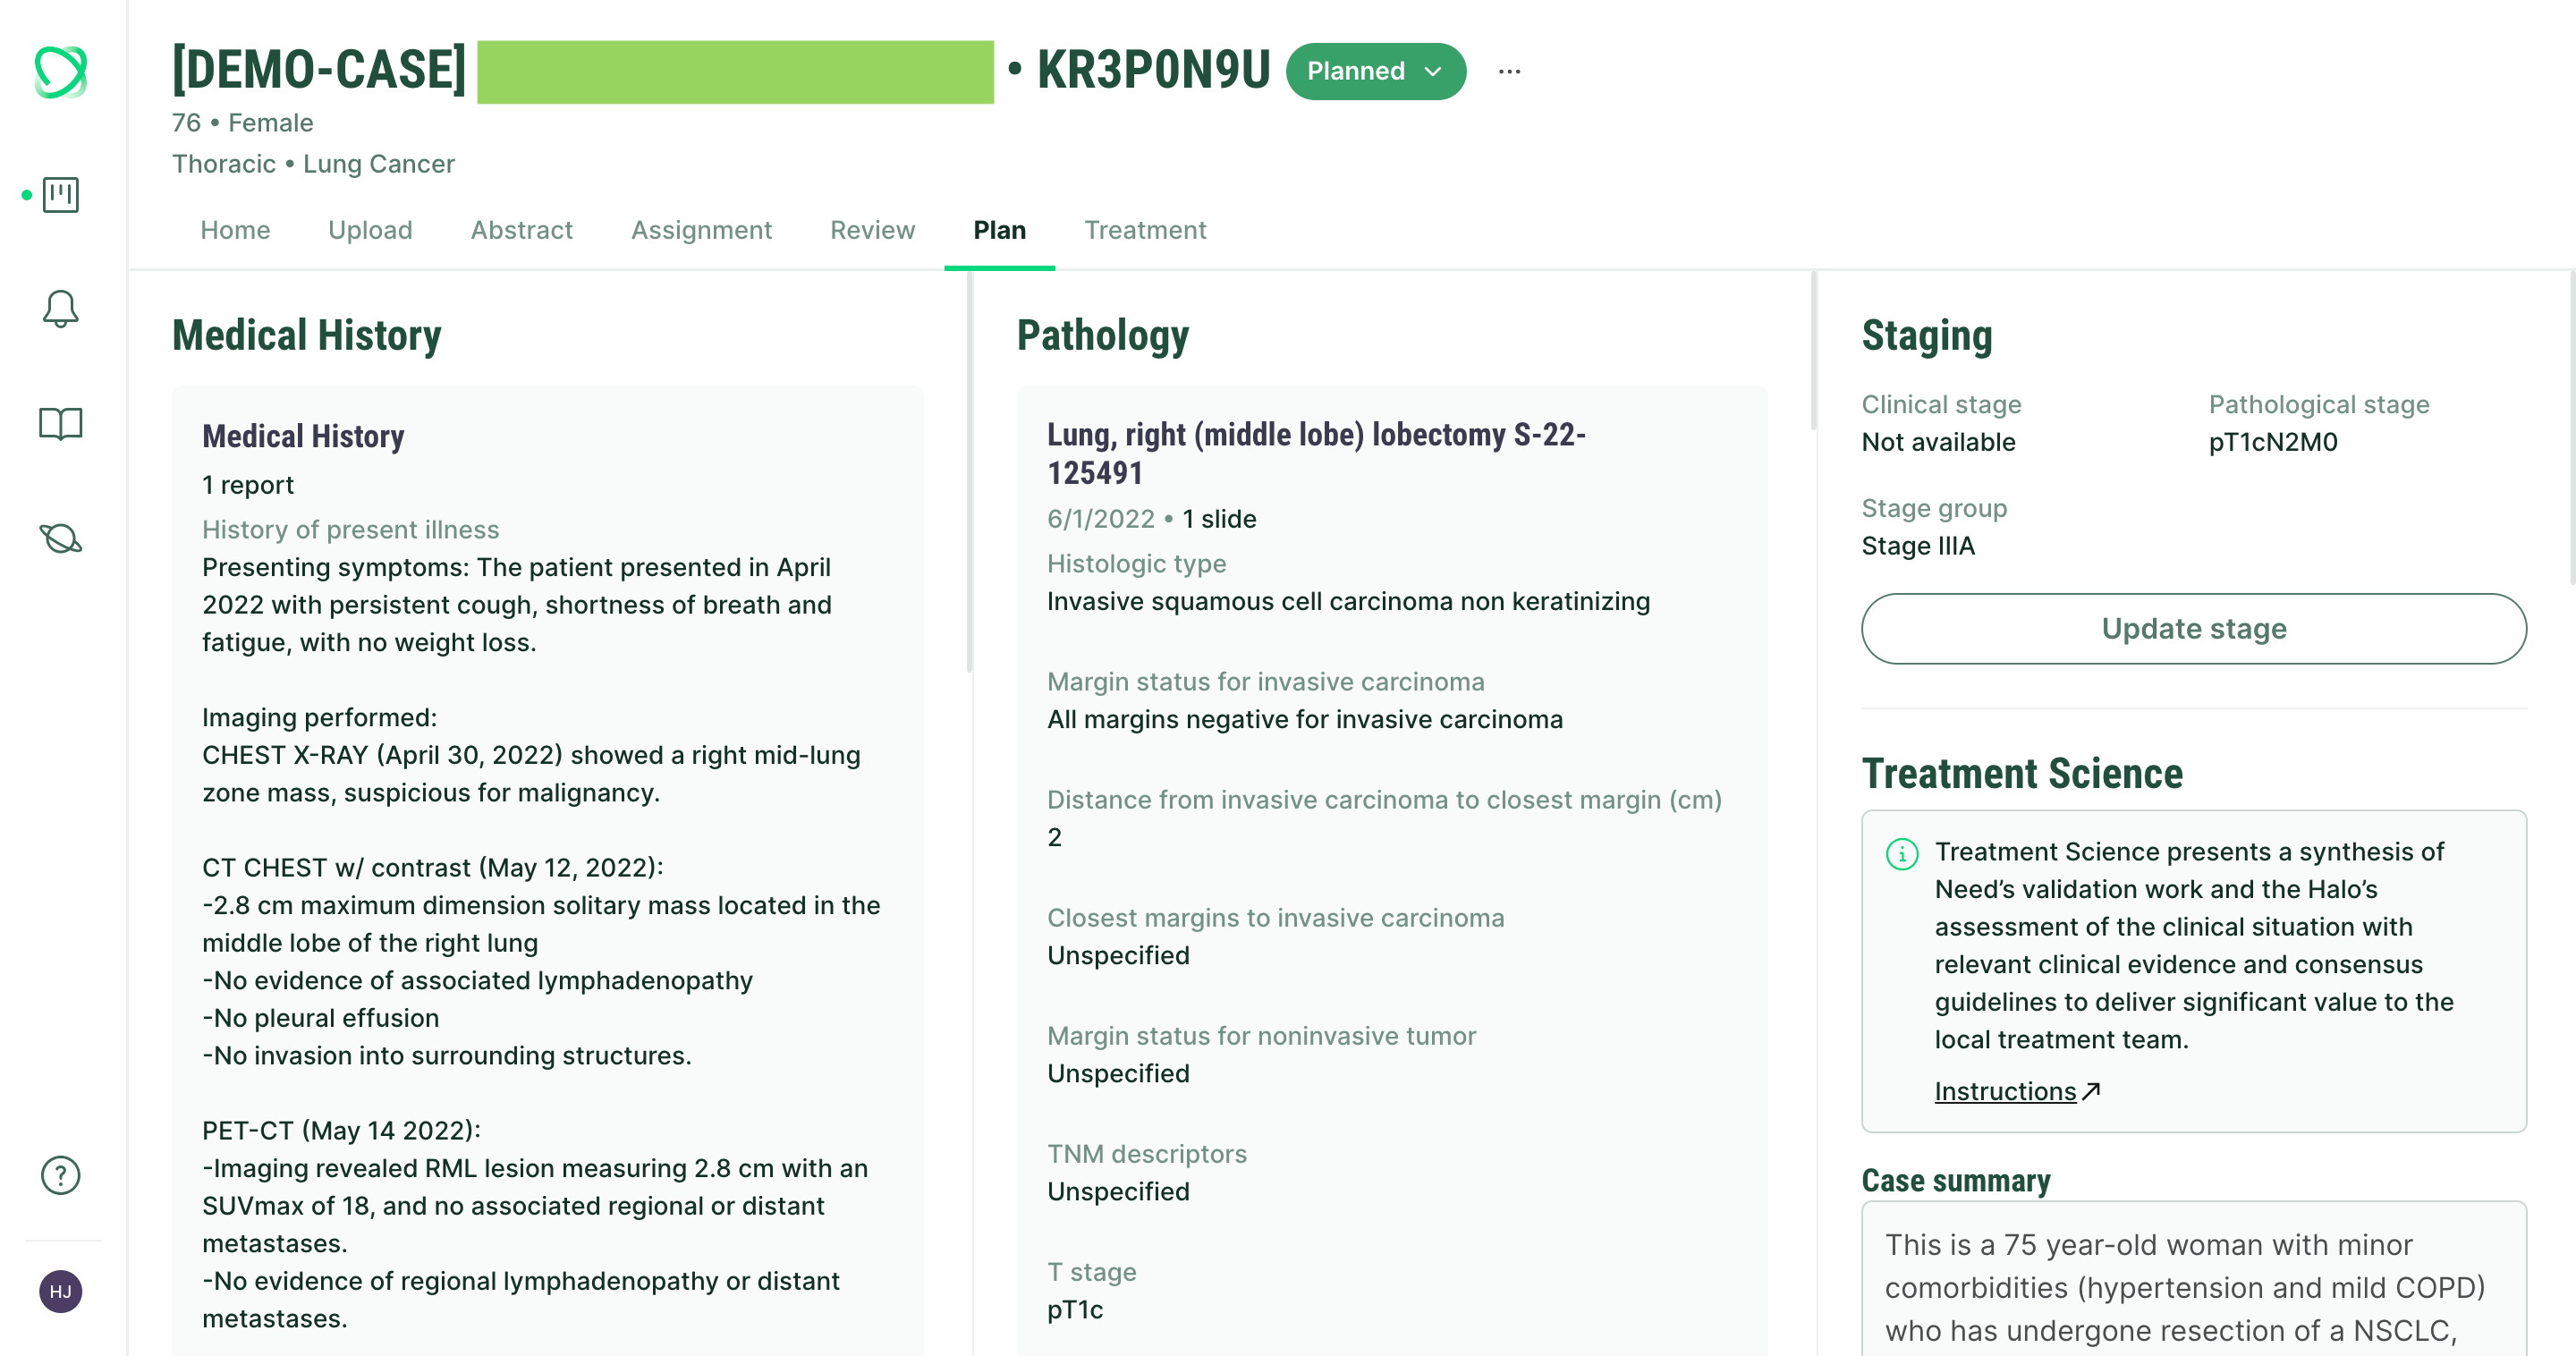 [DEMO-CASE] • KR3P0N9U Planned ...
76 • Female
Thoracic • Lung Cancer
Home Upload Abstract Assignment Review Plan Treatment
Medical History
Medical History
1 report
History of present illness
Presenting symptoms: The patient presented in April
2022 with persistent cough, shortness of breath and
fatigue, with no weight loss.
Imaging performed:
CHEST X-RAY (April 30, 2022) showed a right mid-lung
zone mass, suspicious for malignancy.
CT CHEST w/ contrast (May 12, 2022):
-2.8 cm maximum dimension solitary mass located in the
middle lobe of the right lung
-No evidence of associated lymphadenopathy
-No pleural effusion
-No invasion into surrounding structures.
PET-CT (May 14 2022):
-Imaging revealed RML lesion measuring 2.8 cm with an
SUVmax of 18, and no associated regional or distant
metastases.
-No evidence of regional lymphadenopathy or distant
metastases.
Pathology
Lung, right (middle lobe) lobectomy S-22-
125491
6/1/2022 • 1 slide
Histologic type
Invasive squamous cell carcinoma non keratinizing
Margin status for invasive carcinoma
All margins negative for invasive carcinoma
Distance from invasive carcinoma to closest margin (cm)
2
Closest margins to invasive carcinoma
Unspecified
Margin status for noninvasive tumor
Unspecified
TNM descriptors
Unspecified
T stage
pT1c
Staging
Clinical stage Pathological stage
Not available pT1cN2M0
Stage group
Stage IIIA
Update stage
Treatment Science
Treatment Science presents a synthesis of
Need's validation work and the Halo's
assessment of the clinical situation with
relevant clinical evidence and consensus
guidelines to deliver significant value to the
local treatment team.
Instructions
Case summary
This is a 75 year-old woman with minor
comorbidities (hypertension and mild COPD)
who has undergone resection of a NSCLC,
HJ